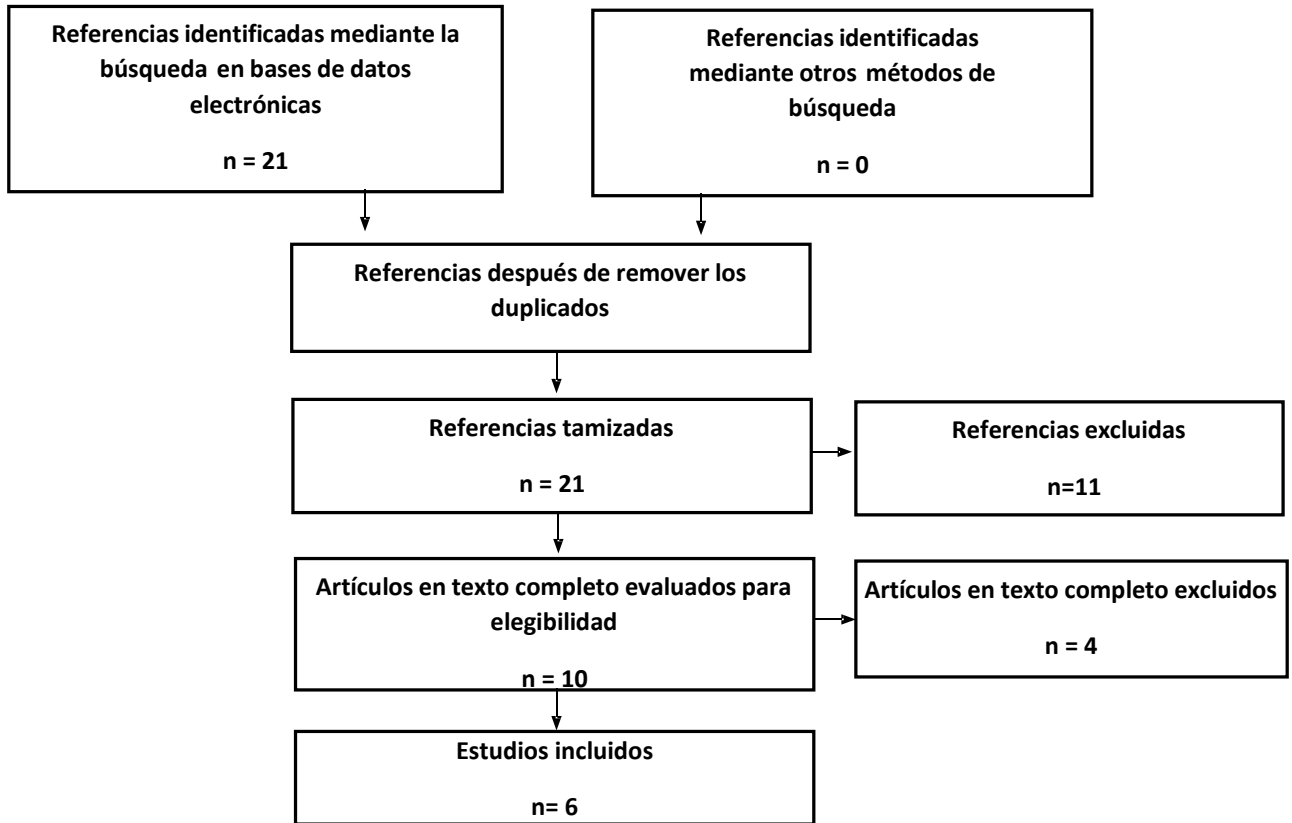 Referencias identificadas mediante la
búsqueda en bases de datos
electrónicas
n = 21
Referencias identificadas
mediante otros métodos de
búsqueda
n = 0
Referencias después de remover los
duplicados
Referencias tamizadas
n = 21
Referencias excluidas
n=11
Artículos en texto completo evaluados para
elegibilidad
n = 10
Artículos en texto completo excluidos
n = 4
Estudios incluidos
n= 6